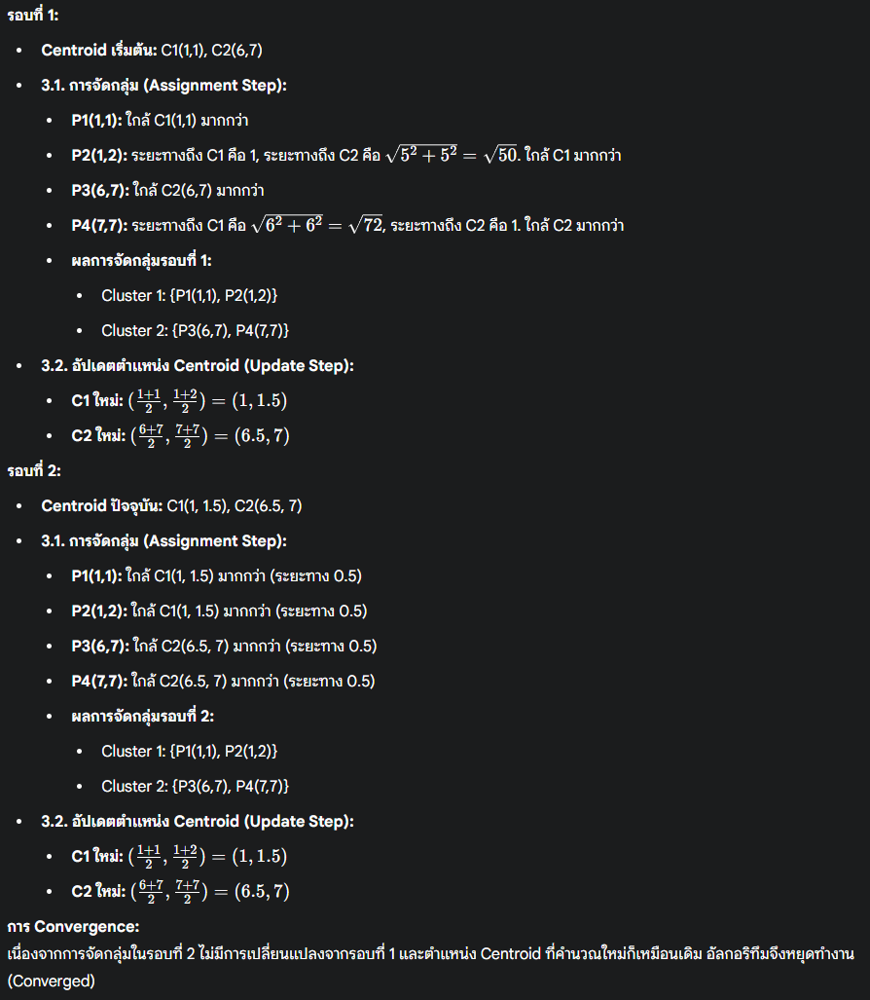 รอบที่ 1:
• Centroid เริ่มต้น: C1(1,1), C2(6,7)
• 3.1. การจัดกลุ่ม (Assignment Step):
• P1(1,1): ใกล้ C1(1,1) มากกว่า
• P2(1,2): ระยะทางถึง C1 คือ 1, ระยะทางถึง C2 คือ √(5² + 5²) = √50. ใกล้ C1 มากกว่า
• P3(6,7): ใกล้ C2(6,7) มากกว่า
• P4(7,7): ระยะทางถึง C1 คือ √(6² + 6²) = √72, ระยะทางถึง C2 คือ 1. ใกล้ C2 มากกว่า
• ผลการจัดกลุ่มรอบที่ 1:
• Cluster 1: {P1(1,1), P2(1,2)}
• Cluster 2: {P3(6,7), P4(7,7)}
• 3.2. อัปเดตตำแหน่ง Centroid (Update Step):
• C1 ใหม่: ((1+1)/2, (1+2)/2) = (1, 1.5)
• C2 ใหม่: ((6+7)/2, (7+7)/2) = (6.5, 7)
รอบที่ 2:
• Centroid ปัจจุบัน: C1(1, 1.5), C2(6.5, 7)
• 3.1. การจัดกลุ่ม (Assignment Step):
• P1(1,1): ใกล้ C1(1, 1.5) มากกว่า (ระยะทาง 0.5)
• P2(1,2): ใกล้ C1(1, 1.5) มากกว่า (ระยะทาง 0.5)
• P3(6,7): ใกล้ C2(6.5, 7) มากกว่า (ระยะทาง 0.5)
• P4(7,7): ใกล้ C2(6.5, 7) มากกว่า (ระยะทาง 0.5)
• ผลการจัดกลุ่มรอบที่ 2:
• Cluster 1: {P1(1,1), P2(1,2)}
• Cluster 2: {P3(6,7), P4(7,7)}
• 3.2. อัปเดตตำแหน่ง Centroid (Update Step):
• C1 ใหม่: ((1+1)/2, (1+2)/2) = (1, 1.5)
• C2 ใหม่: ((6+7)/2, (7+7)/2) = (6.5, 7)
การ Convergence:
เนื่องจากการจัดกลุ่มในรอบที่ 2 ไม่มีการเปลี่ยนแปลงจากรอบที่ 1 และตำแหน่ง Centroid ที่คำนวณใหม่ก็เหมือนเดิม อัลกอริทึมจึงหยุดทำงาน
(Converged)